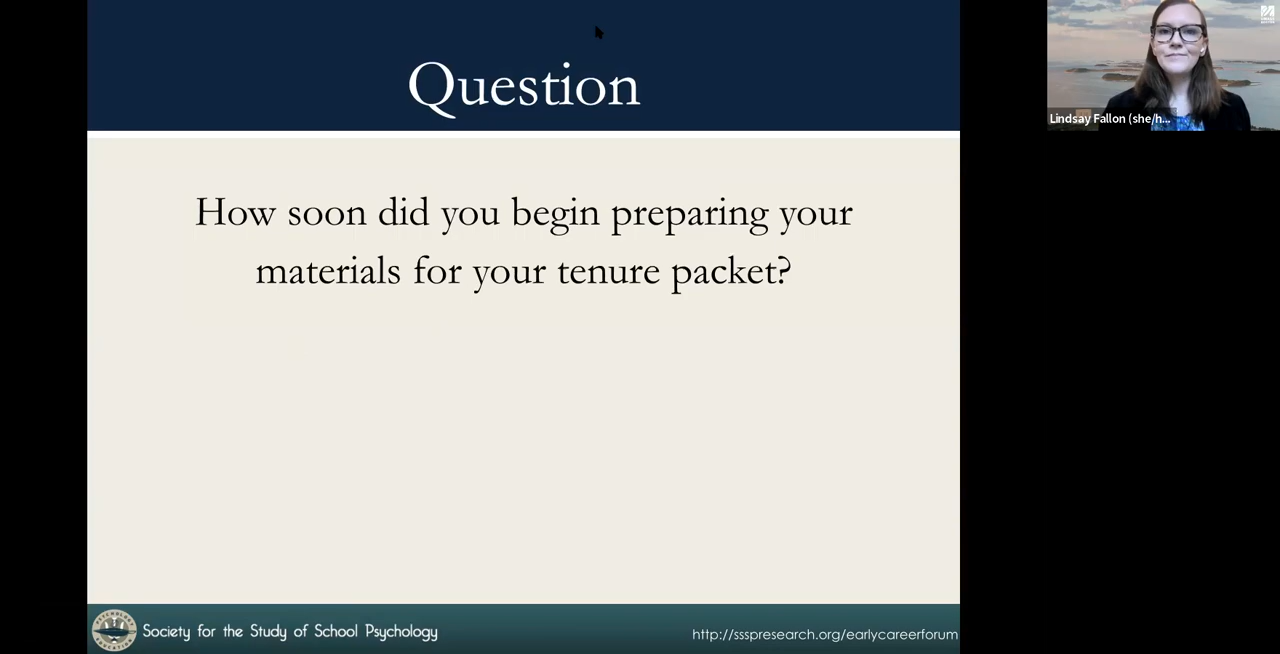 Question
How soon did you begin preparing your
materials for your tenure packet?
Society for the Study of School Psychology
http://ssspresearch.org/earlycareerforum
Lindsay Fallon (she/h...